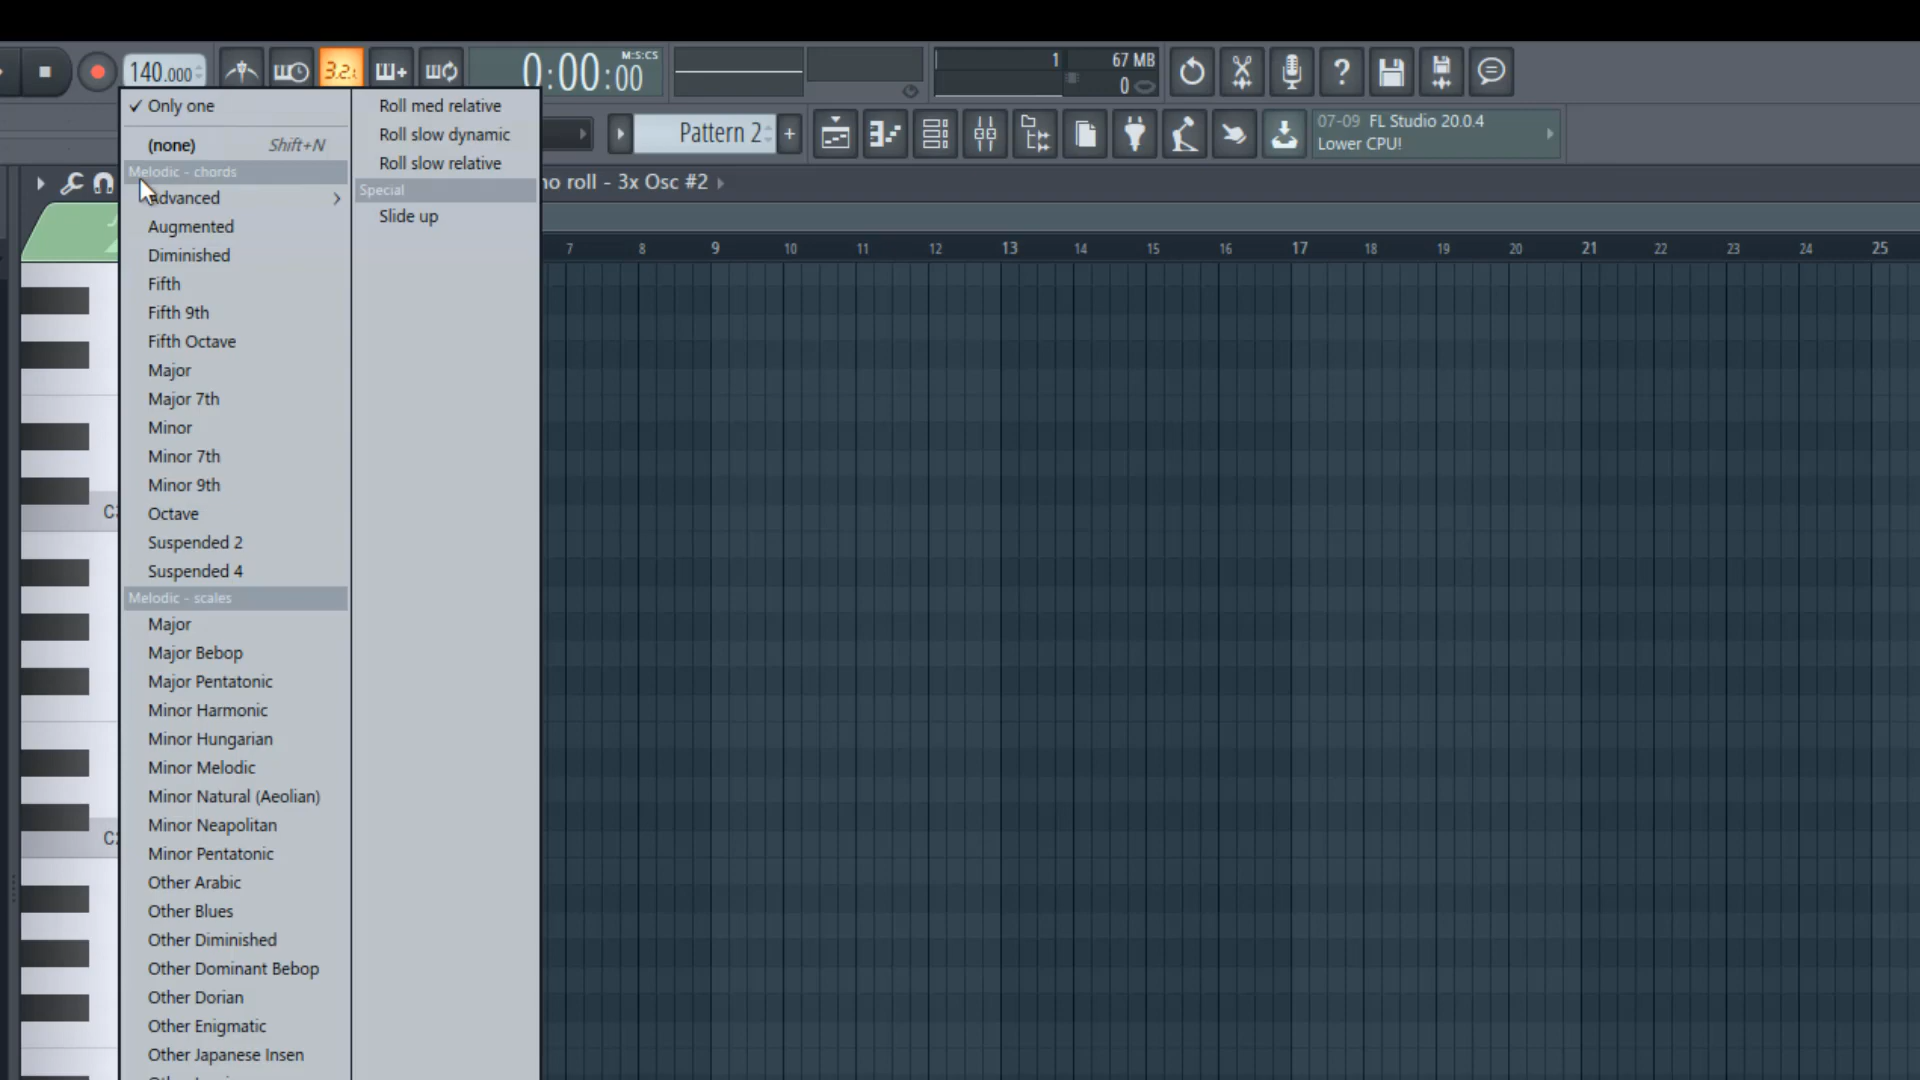 140.000
3.2.
M:S:CS
0:00:00
1
67 MB
0
Pattern 2
07-09 FL Studio 20.0.4
Lower CPU!
no roll - 3x Osc #2
7 8 9 10 11 12 13 14 15 16 17 18 19 20 21 22 23 24 25
Only one
(none) Shift+N
Melodic - chords
Advanced
Augmented
Diminished
Fifth
Fifth 9th
Fifth Octave
Major
Major 7th
Minor
Minor 7th
Minor 9th
Octave
Suspended 2
Suspended 4
Melodic - scales
Major
Major Bebop
Major Pentatonic
Minor Harmonic
Minor Hungarian
Minor Melodic
Minor Natural (Aeolian)
Minor Neapolitan
Minor Pentatonic
Other Arabic
Other Blues
Other Diminished
Other Dominant Bebop
Other Dorian
Other Enigmatic
Other Japanese Insen
Roll med relative
Roll slow dynamic
Roll slow relative
Special
Slide up